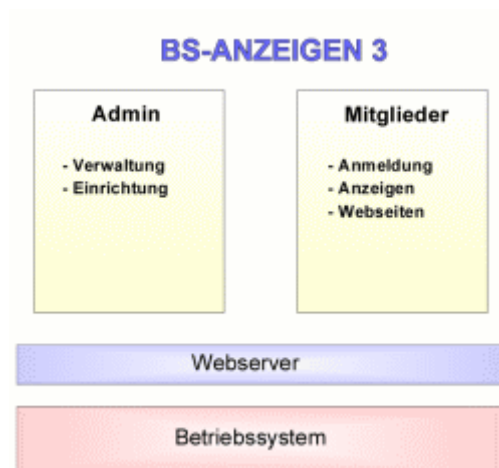 BS-ANZEIGEN 3
Admin
- Verwaltung
- Einrichtung
Mitglieder
- Anmeldung
- Anzeigen
- Webseiten
Webserver
Betriebssystem